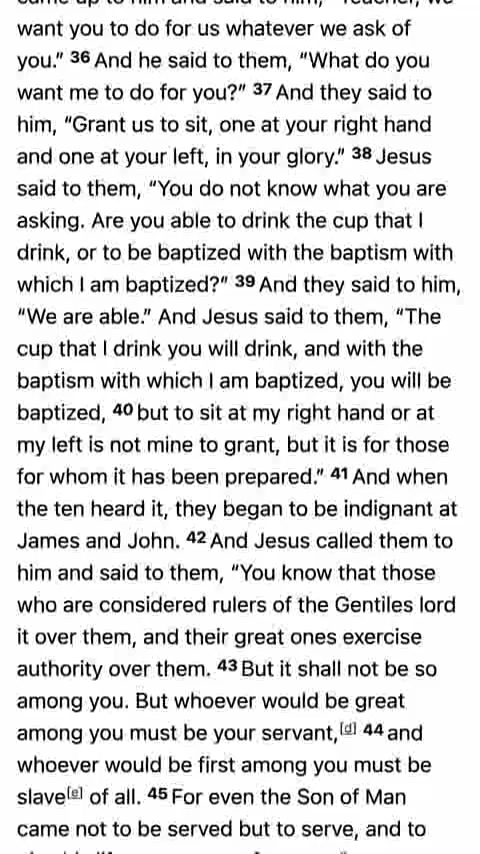 want you to do for us whatever we ask of
you.” 36 And he said to them, “What do you
want me to do for you?” 37 And they said to
him, “Grant us to sit, one at your right hand
and one at your left, in your glory.” 38 Jesus
said to them, “You do not know what you are
asking. Are you able to drink the cup that I
drink, or to be baptized with the baptism with
which I am baptized?” 39 And they said to him,
“We are able.” And Jesus said to them, “The
cup that I drink you will drink, and with the
baptism with which I am baptized, you will be
baptized, 40 but to sit at my right hand or at
my left is not mine to grant, but it is for those
for whom it has been prepared.” 41 And when
the ten heard it, they began to be indignant at
James and John. 42 And Jesus called them to
him and said to them, “You know that those
who are considered rulers of the Gentiles lord
it over them, and their great ones exercise
authority over them. 43 But it shall not be so
among you. But whoever would be great
among you must be your servant,[d] 44 and
whoever would be first among you must be
slave[e] of all. 45 For even the Son of Man
came not to be served but to serve, and to